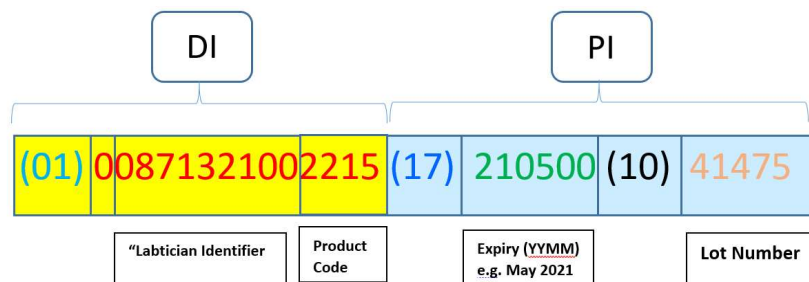 DI PI
(01) 00871321002215 (17) 210500 (10) 41475
"Labtician Identifier
Product
Code
Expiry (YYMM)
e.g. May 2021
Lot Number